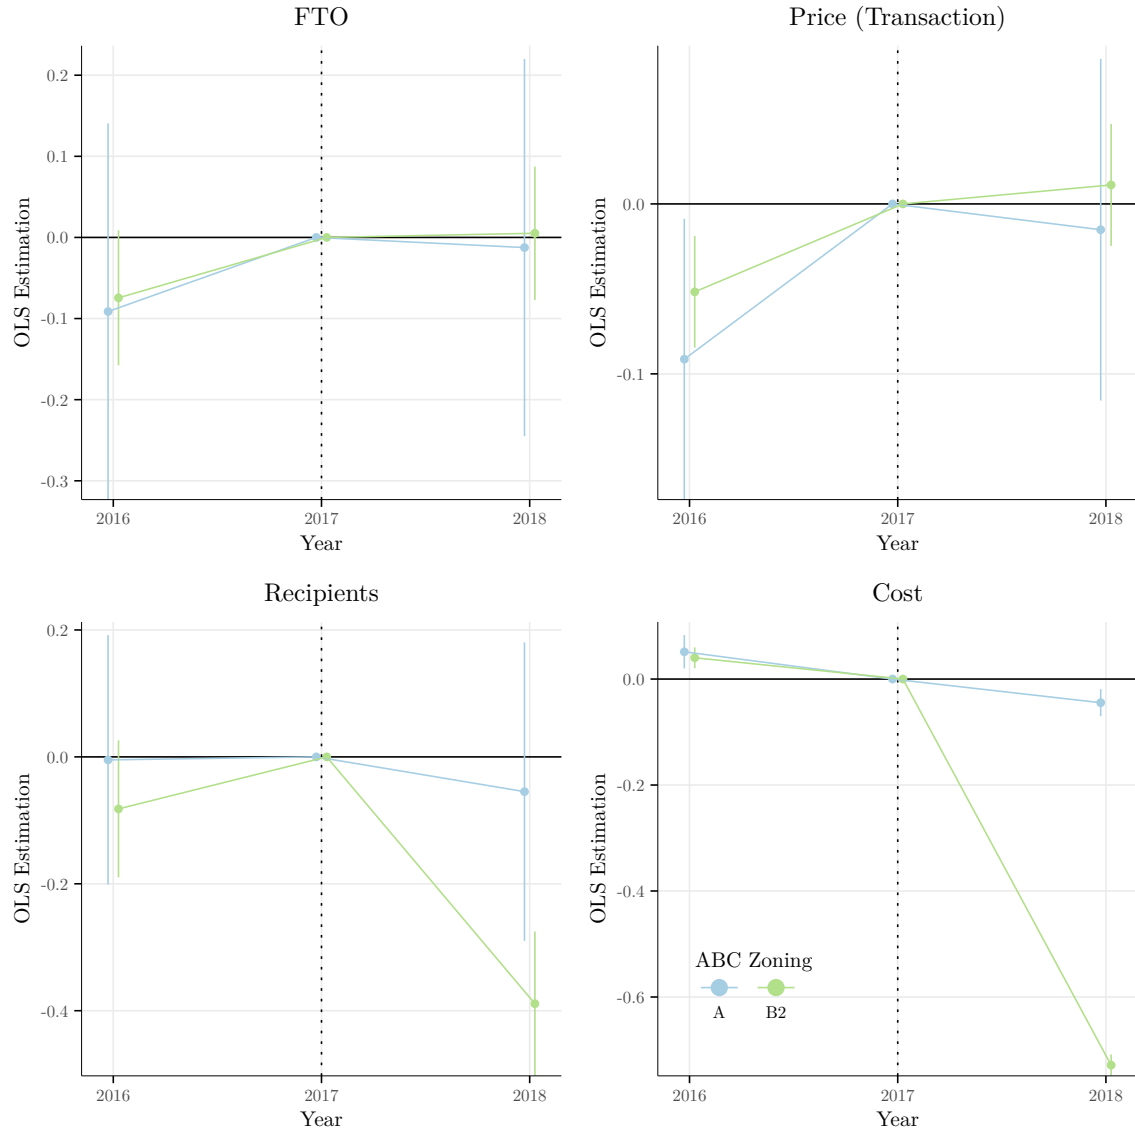 FTO
OLS Estimation
0.2
0.1
0.0
-0.1
-0.2
-0.3
2016 2017 2018
Year
Price (Transaction)
OLS Estimation
0.0
-0.1
2016 2017 2018
Year
Recipients
OLS Estimation
0.2
0.0
-0.2
-0.4
2016 2017 2018
Year
Cost
OLS Estimation
0.0
-0.2
-0.4
-0.6
ABC Zoning
A B2
2016 2017 2018
Year